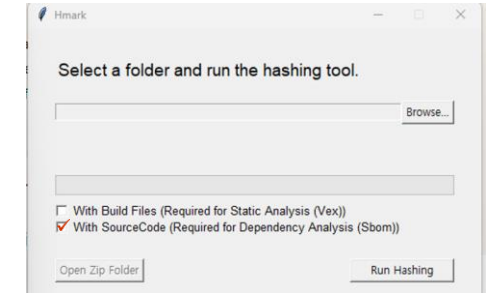 Hmark
Select a folder and run the hashing tool.
Browse...
With Build Files (Required for Static Analysis (Vex))
With SourceCode (Required for Dependency Analysis (Sbom))
Open Zip Folder
Run Hashing